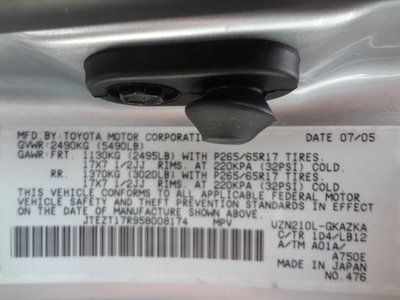 MFD. BY: TOYOTA MOTOR CORPORATI DATE 07/05
GVWR: 2490KG (5490LB)
GAWR: FRT. 1130KG (2495LB) WITH P265/65R17 TIRES.
17X7 1/2JJ RIMS. AT 220KPA (32PSI) COLD.
RR. 1370KG (3020LB) WITH P265/65R17 TIRES.
17X7 1/2JJ RIMS. AT 220KPA (32PSI) COLD.
THIS VEHICLE CONFORMS TO ALL APPLICABLE FEDERAL MOTOR
VEHICLE SAFETY, BUMPER, AND THEFT PREVENTION STANDARDS IN
EFFECT ON THE DATE OF MANUFACTURE SHOWN ABOVE.
JTEZT17R958008174 MPV
UZN210L-GKAZKA
C/TR 1D4/LB12
A/TM A01A/
A750E
MADE IN JAPAN
NO.476